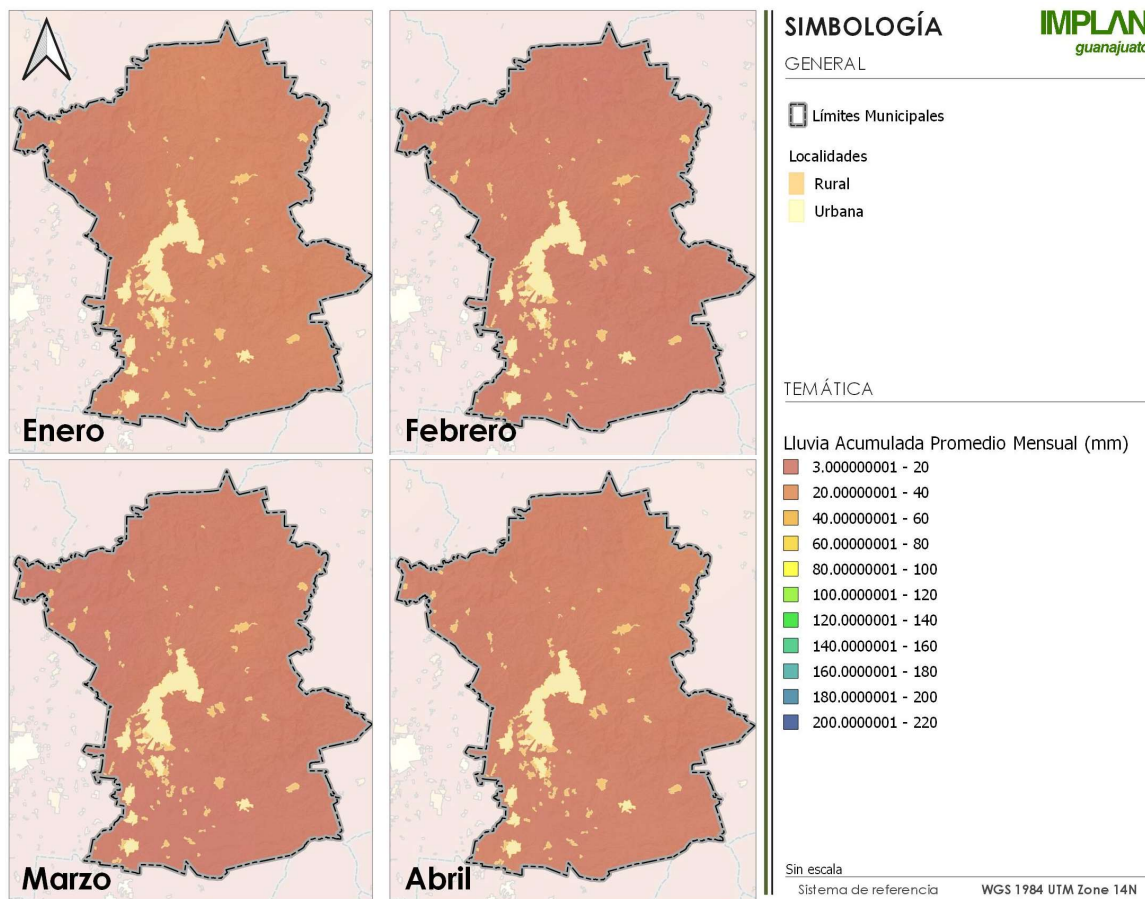 Enero
Febrero
Marzo
Abril
SIMBOLOGÍA
IMPLAN
guanajuato
GENERAL
Límites Municipales
Localidades
Rural
Urbana
TEMÁTICA
Lluvia Acumulada Promedio Mensual (mm)
3.000000001 - 20
20.00000001 - 40
40.00000001 - 60
60.00000001 - 80
80.00000001 - 100
100.0000001 - 120
120.0000001 - 140
140.0000001 - 160
160.0000001 - 180
180.0000001 - 200
200.0000001 - 220
Sin escala
Sistema de referencia WGS 1984 UTM Zone 14N